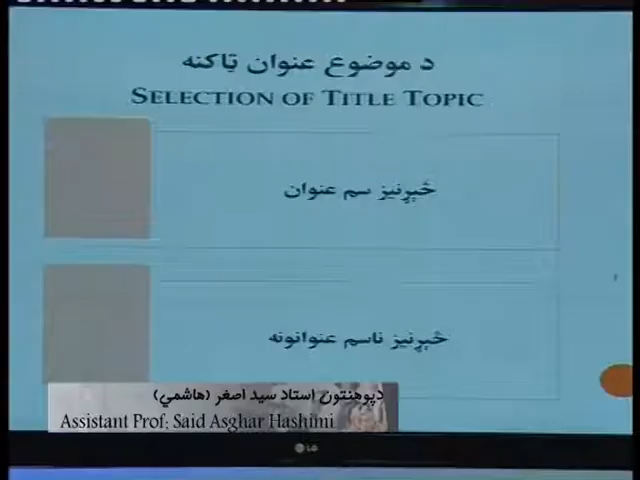 د موضوع عنوان ټاکنه
SELECTION OF TITLE TOPIC
څېړنیز سم عنوان
څېړنیز ناسم عنوانونه
دپوهنتون استاد سید اصغر (هاشمي)
Assistant Prof; Said Asghar Hashimi
LG